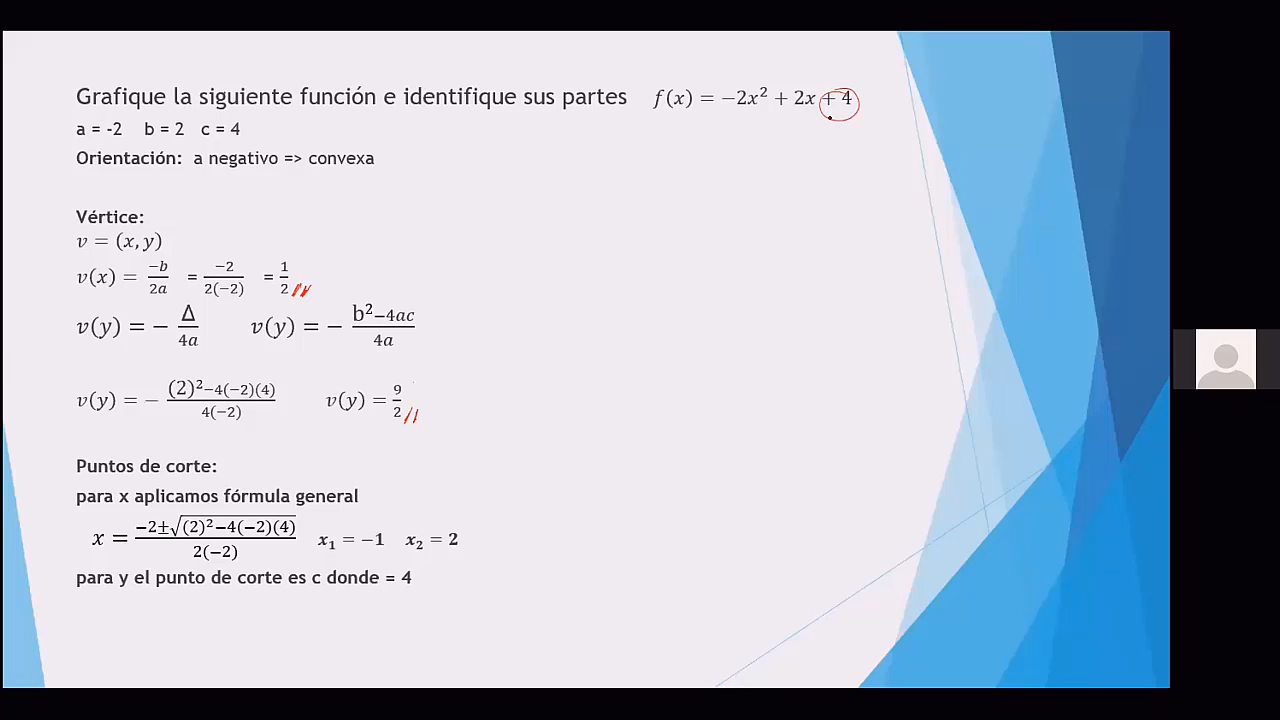 Grafique la siguiente función e identifique sus partes f(x) = −2x² + 2x + 4
a = -2 b = 2 c = 4
Orientación: a negativo => convexa
Vértice:
v = (x, y)
v(x) = −b/2a = −2/2(−2) = 1/2
v(y) = − Δ/4a v(y) = − b²−4ac/4a
v(y) = − (2)²−4(−2)(4)/4(−2) v(y) = 9/2
Puntos de corte:
para x aplicamos fórmula general
x = −2±√(2)²−4(−2)(4)/2(−2) x₁ = −1 x₂ = 2
para y el punto de corte es c donde = 4